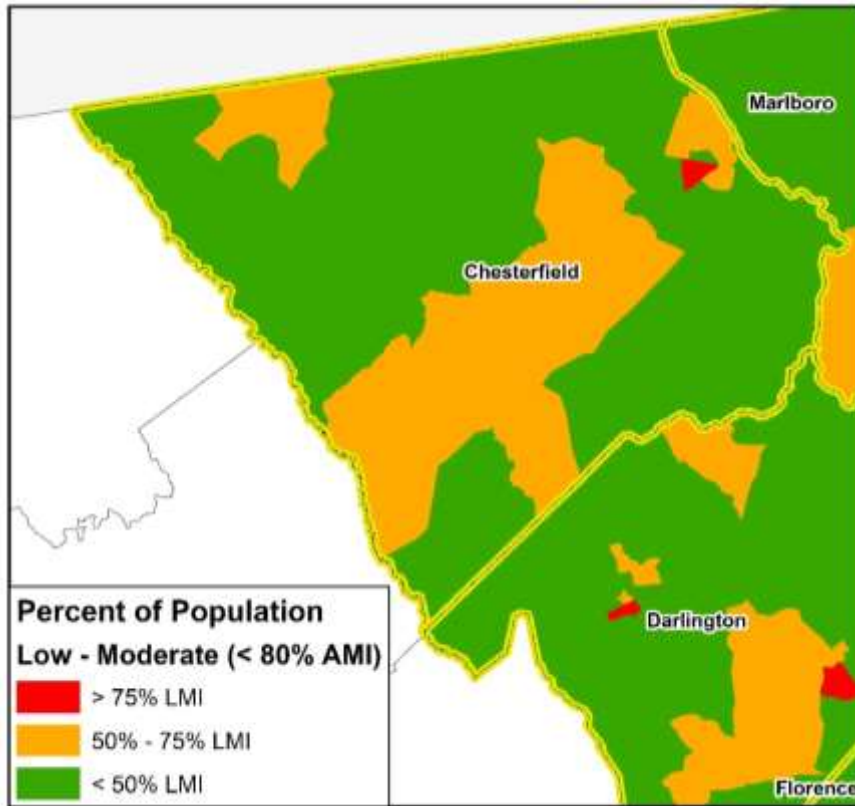 Marlboro
Chesterfield
Darlington
Florence
Percent of Population
Low - Moderate (< 80% AMI)
> 75% LMI
50% - 75% LMI
< 50% LMI